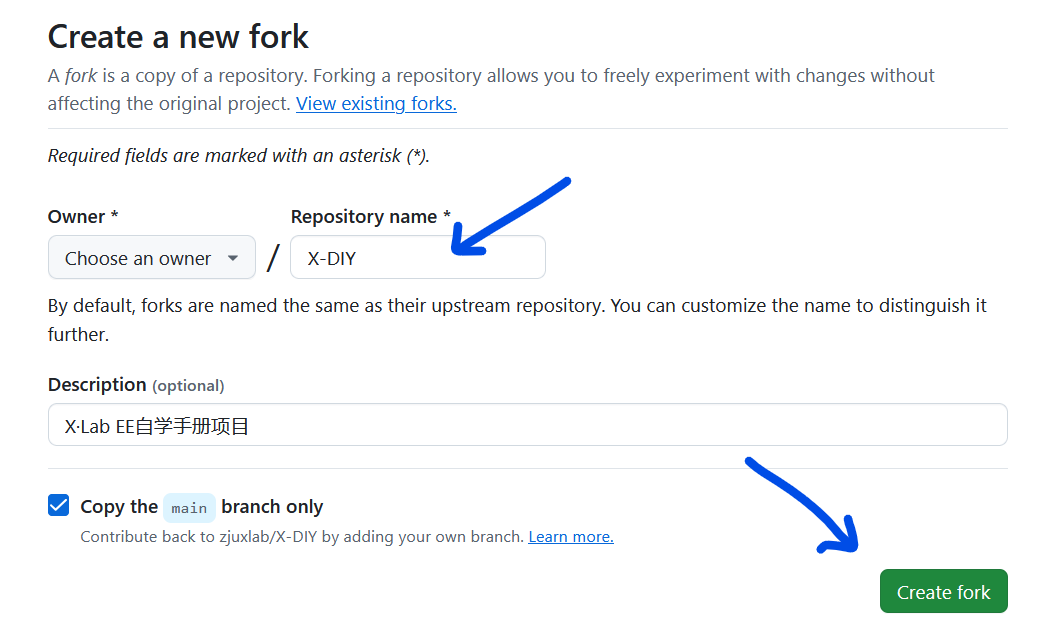 Create a new fork
A fork is a copy of a repository. Forking a repository allows you to freely experiment with changes without
affecting the original project. View existing forks.
Required fields are marked with an asterisk (*).
Owner *
Repository name *
Choose an owner
/
X-DIY
By default, forks are named the same as their upstream repository. You can customize the name to distinguish it
further.
Description (optional)
X·Lab EE自学手册项目
Copy the main branch only
Contribute back to zjuxlab/X-DIY by adding your own branch. Learn more.
Create fork